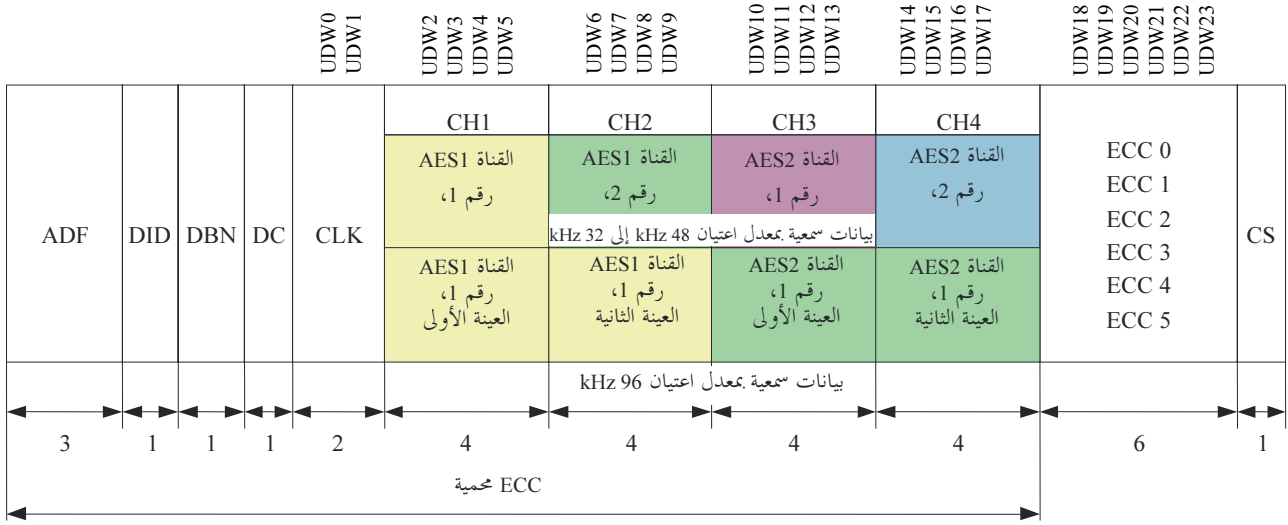 UDW0
UDW1
UDW2
UDW3
UDW4
UDW5
UDW6
UDW7
UDW8
UDW9
UDW10
UDW11
UDW12
UDW13
UDW14
UDW15
UDW16
UDW17
UDW18
UDW19
UDW20
UDW21
UDW22
UDW23
ADF
DID
DBN
DC
CLK
CH1
CH2
CH3
CH4
القناة AES1
رقم 1،
القناة AES1
رقم 2،
القناة AES2
رقم 1،
القناة AES2
رقم 2،
بيانات سمعية بمعدل اعتيان 48 kHz إلى 32 kHz
القناة AES1
رقم 1،
العينة الأولى
القناة AES1
رقم 1،
العينة الثانية
القناة AES2
رقم 1،
العينة الأولى
القناة AES2
رقم 1،
العينة الثانية
ECC 0
ECC 1
ECC 2
ECC 3
ECC 4
ECC 5
CS
بيانات سمعية بمعدل اعتيان 96 kHz
3
1
1
1
2
4
4
4
4
6
1
ECC محمية